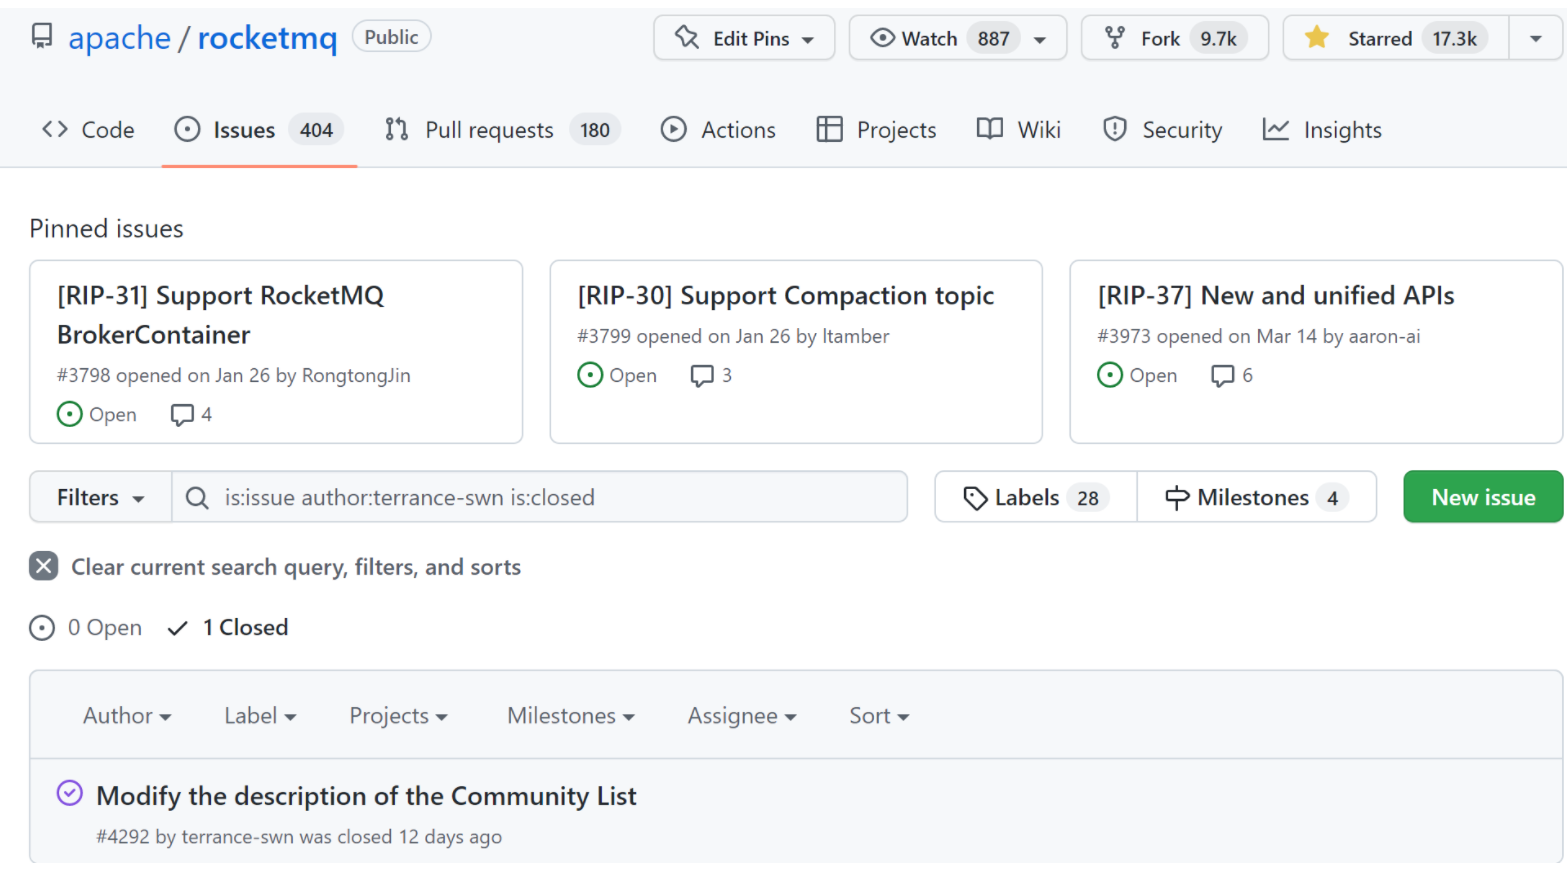 apache / rocketmq Public Edit Pins Watch 887 Fork 9.7k Starred 17.3k
Code Issues 404 Pull requests 180 Actions Projects Wiki Security Insights
Pinned issues
[RIP-31] Support RocketMQ
BrokerContainer
#3798 opened on Jan 26 by RongtongJin
Open 4
[RIP-30] Support Compaction topic
#3799 opened on Jan 26 by ltamber
Open 3
[RIP-37] New and unified APIs
#3973 opened on Mar 14 by aaron-ai
Open 6
Filters is:issue author:terrance-swn is:closed Labels 28 Milestones 4 New issue
Clear current search query, filters, and sorts
0 Open 1 Closed
Author Label Projects Milestones Assignee Sort
Modify the description of the Community List
#4292 by terrance-swn was closed 12 days ago